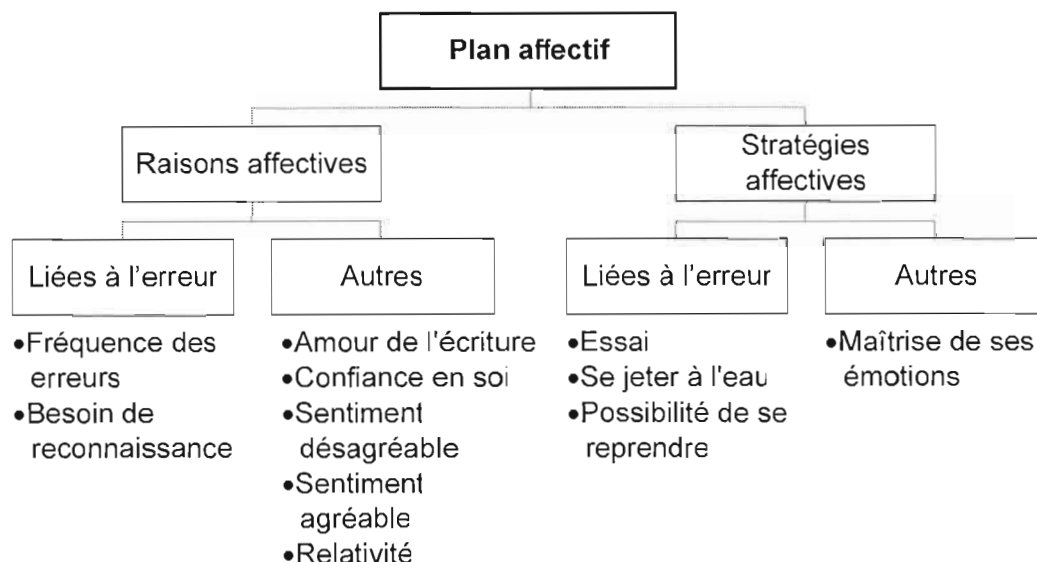 Plan affectif
Raisons affectives
Stratégies
affectives
Liées à l'erreur
Autres
Liées à l'erreur
Autres
•Fréquence des
erreurs
•Besoin de
reconnaissance
•Amour de l'écriture
•Confiance en soi
•Sentiment
désagréable
•Sentiment
agréable
•Relativité
•Essai
•Se jeter à l'eau
•Possibilité de se
reprendre
•Maîtrise de ses
émotions